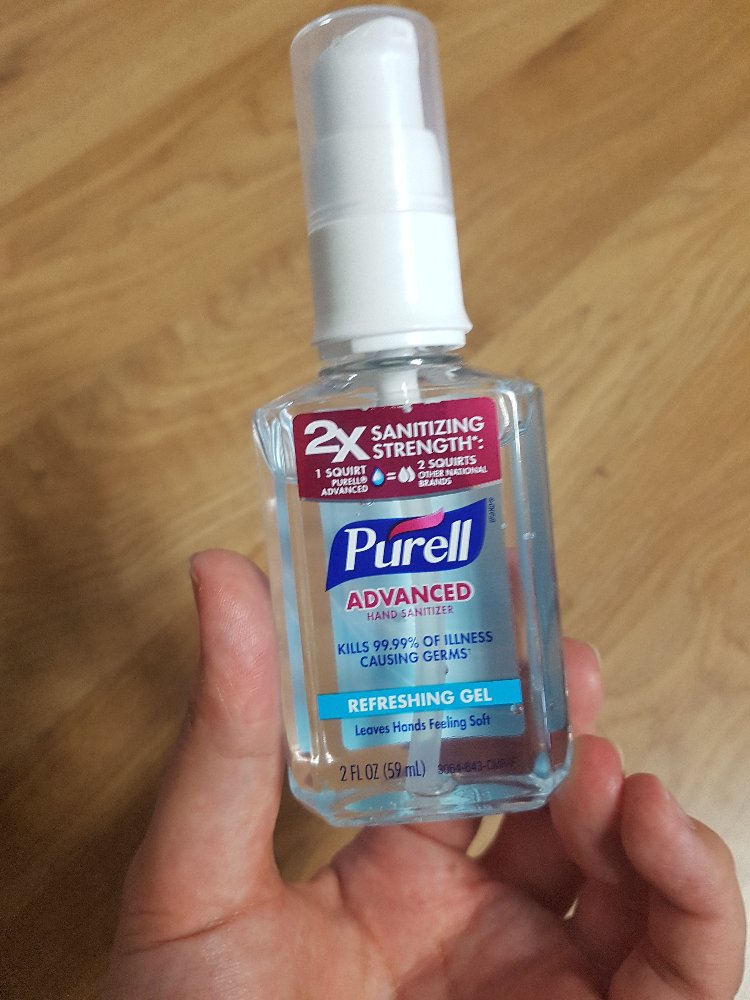 2X SANITIZING
STRENGTH*:
1 SQUIRT
PURELL®
ADVANCED
=
2 SQUIRTS
OTHER NATIONAL
BRANDS
Purell
ADVANCED
HAND SANITIZER
KILLS 99.99% OF ILLNESS
CAUSING GERMS†
REFRESHING GEL
Leaves Hands Feeling Soft
2 FL OZ (59 mL)